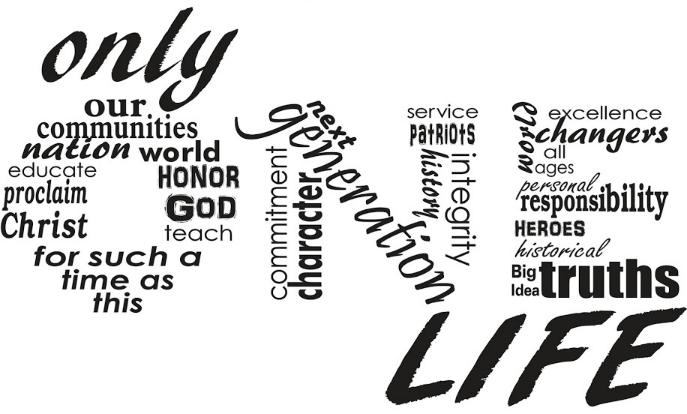 only
our
communities
nation world
educate
proclaim
Christ
HONOR
GOD
teach
for such a
time as
this
commitment
character
next
generation
service
PATRIOTS
history
integrity
crown
excellence
changers
all
ages
personal
responsibility
HEROES
historical
Big
Idea
truths
LIFE